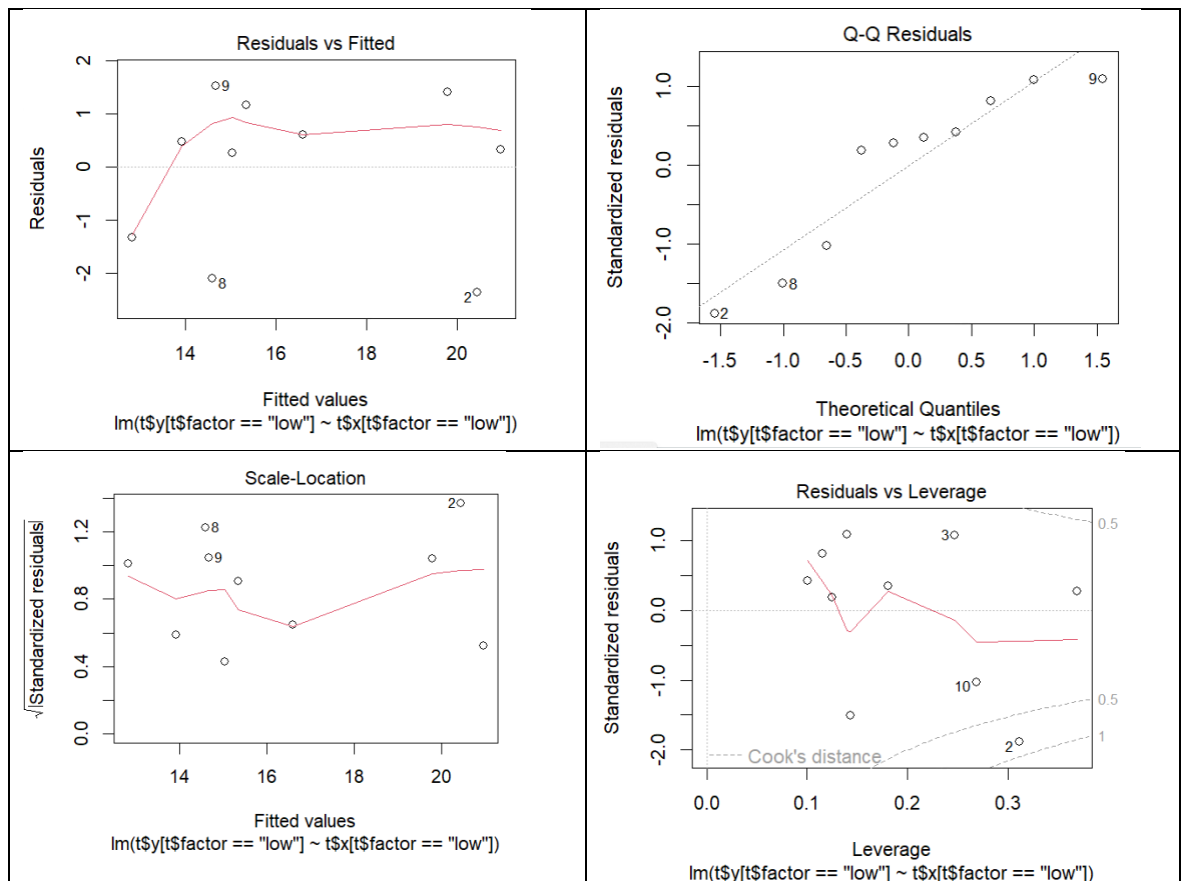 Residuals vs Fitted
2
1
0
-1
-2
Residuals
9
8
2
14 16 18 20
Fitted values
lm(t$y[t$factor == "low"] ~ t$x[t$factor == "low"])
Q-Q Residuals
1.0
0.0
-1.0
-2.0
Standardized residuals
9
8
2
-1.5 -1.0 -0.5 0.0 0.5 1.0 1.5
Theoretical Quantiles
lm(t$y[t$factor == "low"] ~ t$x[t$factor == "low"])
Scale-Location
1.2
0.8
0.4
0.0
√|Standardized residuals|
2
8
9
14 16 18 20
Fitted values
lm(t$y[t$factor == "low"] ~ t$x[t$factor == "low"])
Residuals vs Leverage
1.0
0.0
-1.0
-2.0
Standardized residuals
3
10
2
0.5
0.5
1
Cook's distance
0.0 0.1 0.2 0.3
Leverage
lm(t$y[t$factor == "low"] ~ t$x[t$factor == "low"])